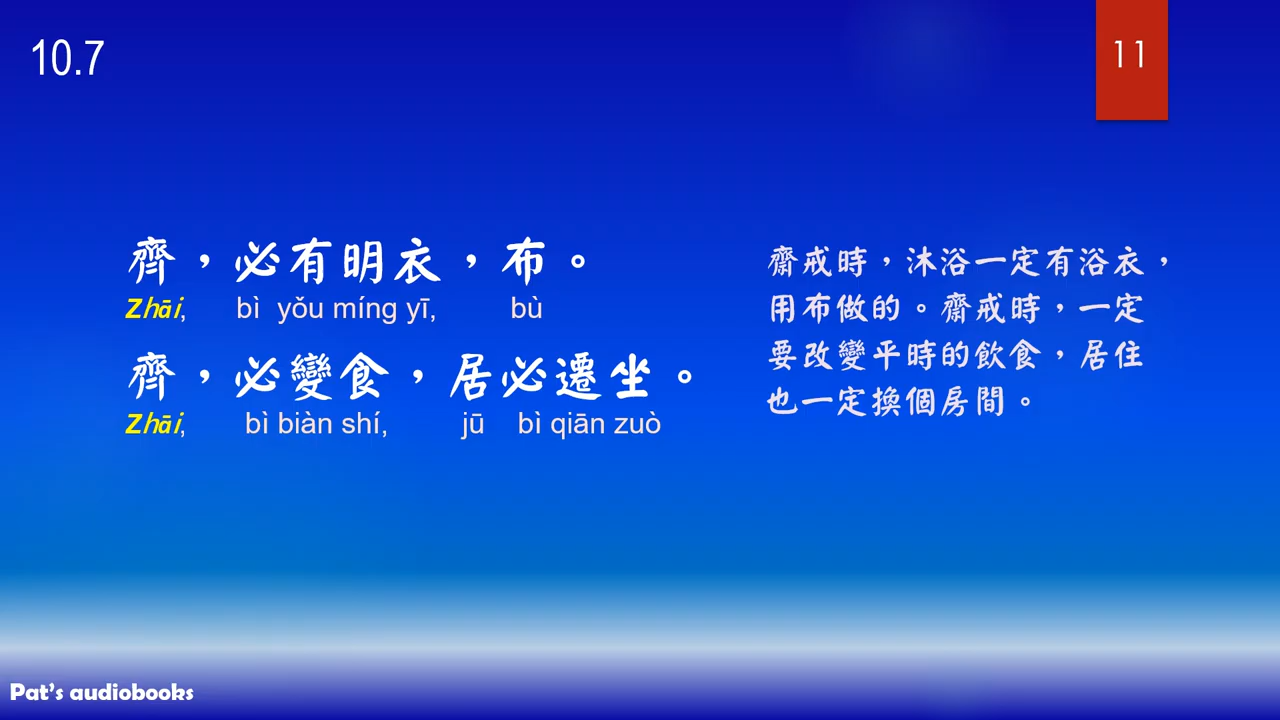 10.7
11
齊，必有明衣，布。
Zhāi, bì yǒu míng yī, bù
齊，必變食，居必遷坐。
Zhāi, bì biàn shí, jū bì qiān zuò
齋戒時，沐浴一定有浴衣，
用布做的。齋戒時，一定
要改變平時的飲食，居住
也一定換個房間。
Pat's audiobooks